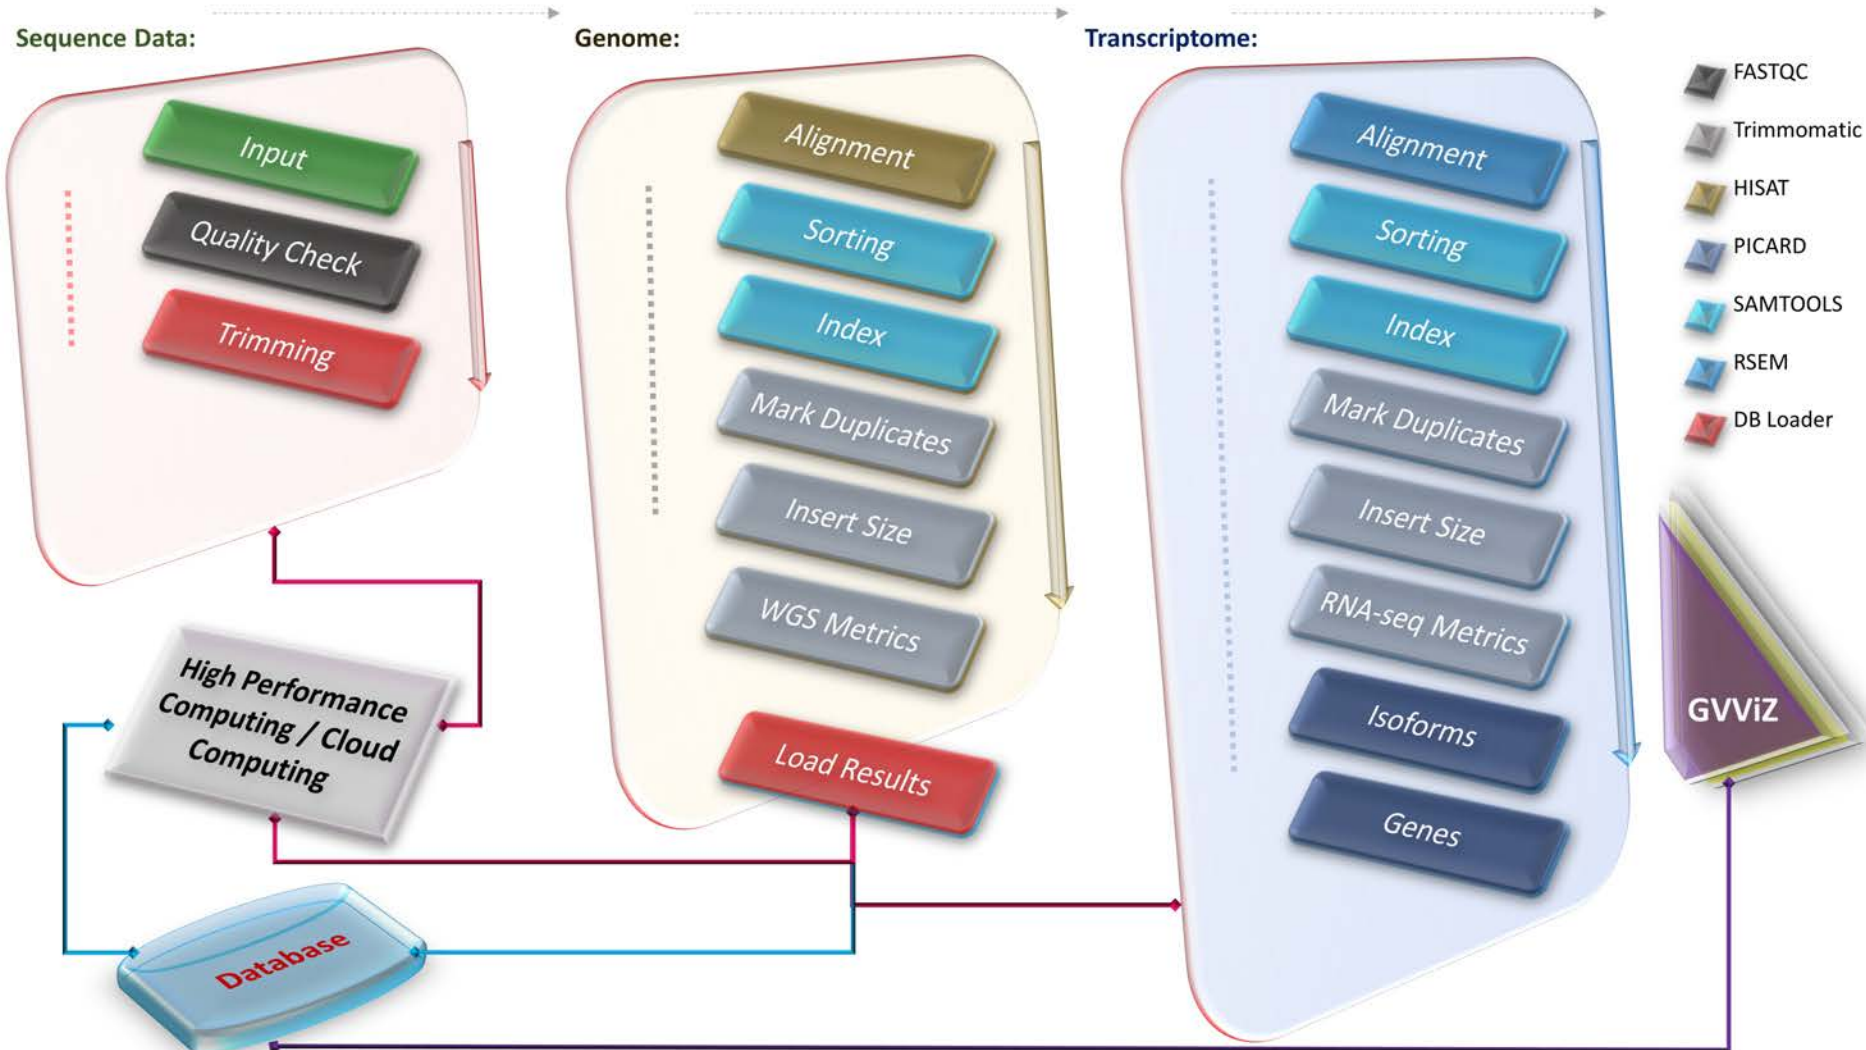 Sequence Data:
Input
Quality Check
Trimming
High Performance
Computing / Cloud
Computing
Database
Genome:
Alignment
Sorting
Index
Mark Duplicates
Insert Size
WGS Metrics
Load Results
Transcriptome:
Alignment
Sorting
Index
Mark Duplicates
Insert Size
RNA-seq Metrics
Isoforms
Genes
FASTQC
Trimmomatic
HISAT
PICARD
SAMTOOLS
RSEM
DB Loader
GVViZ